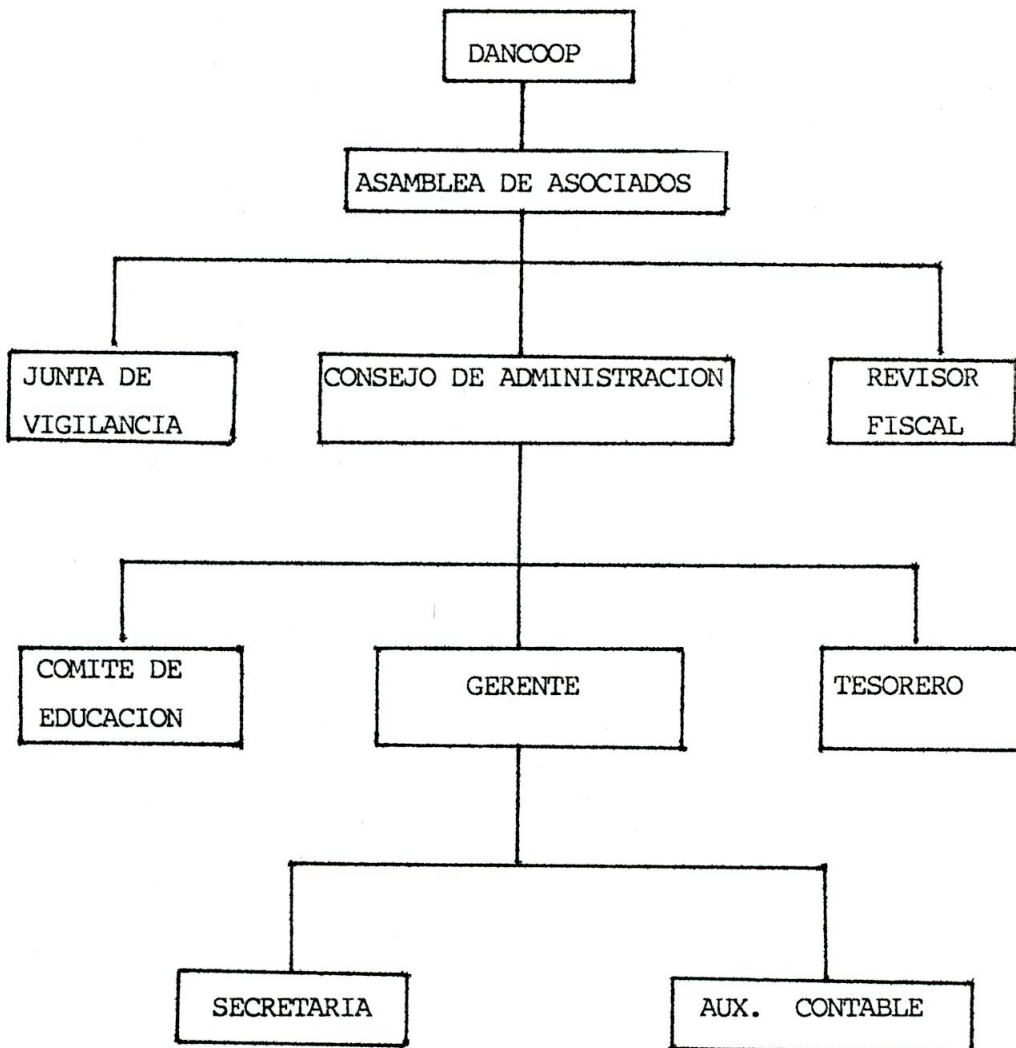 DANCOOP
ASAMBLEA DE ASOCIADOS
JUNTA DE
VIGILANCIA
CONSEJO DE ADMINISTRACION
REVISOR
FISCAL
COMITE DE
EDUCACION
GERENTE
TESORERO
SECRETARIA
AUX. CONTABLE